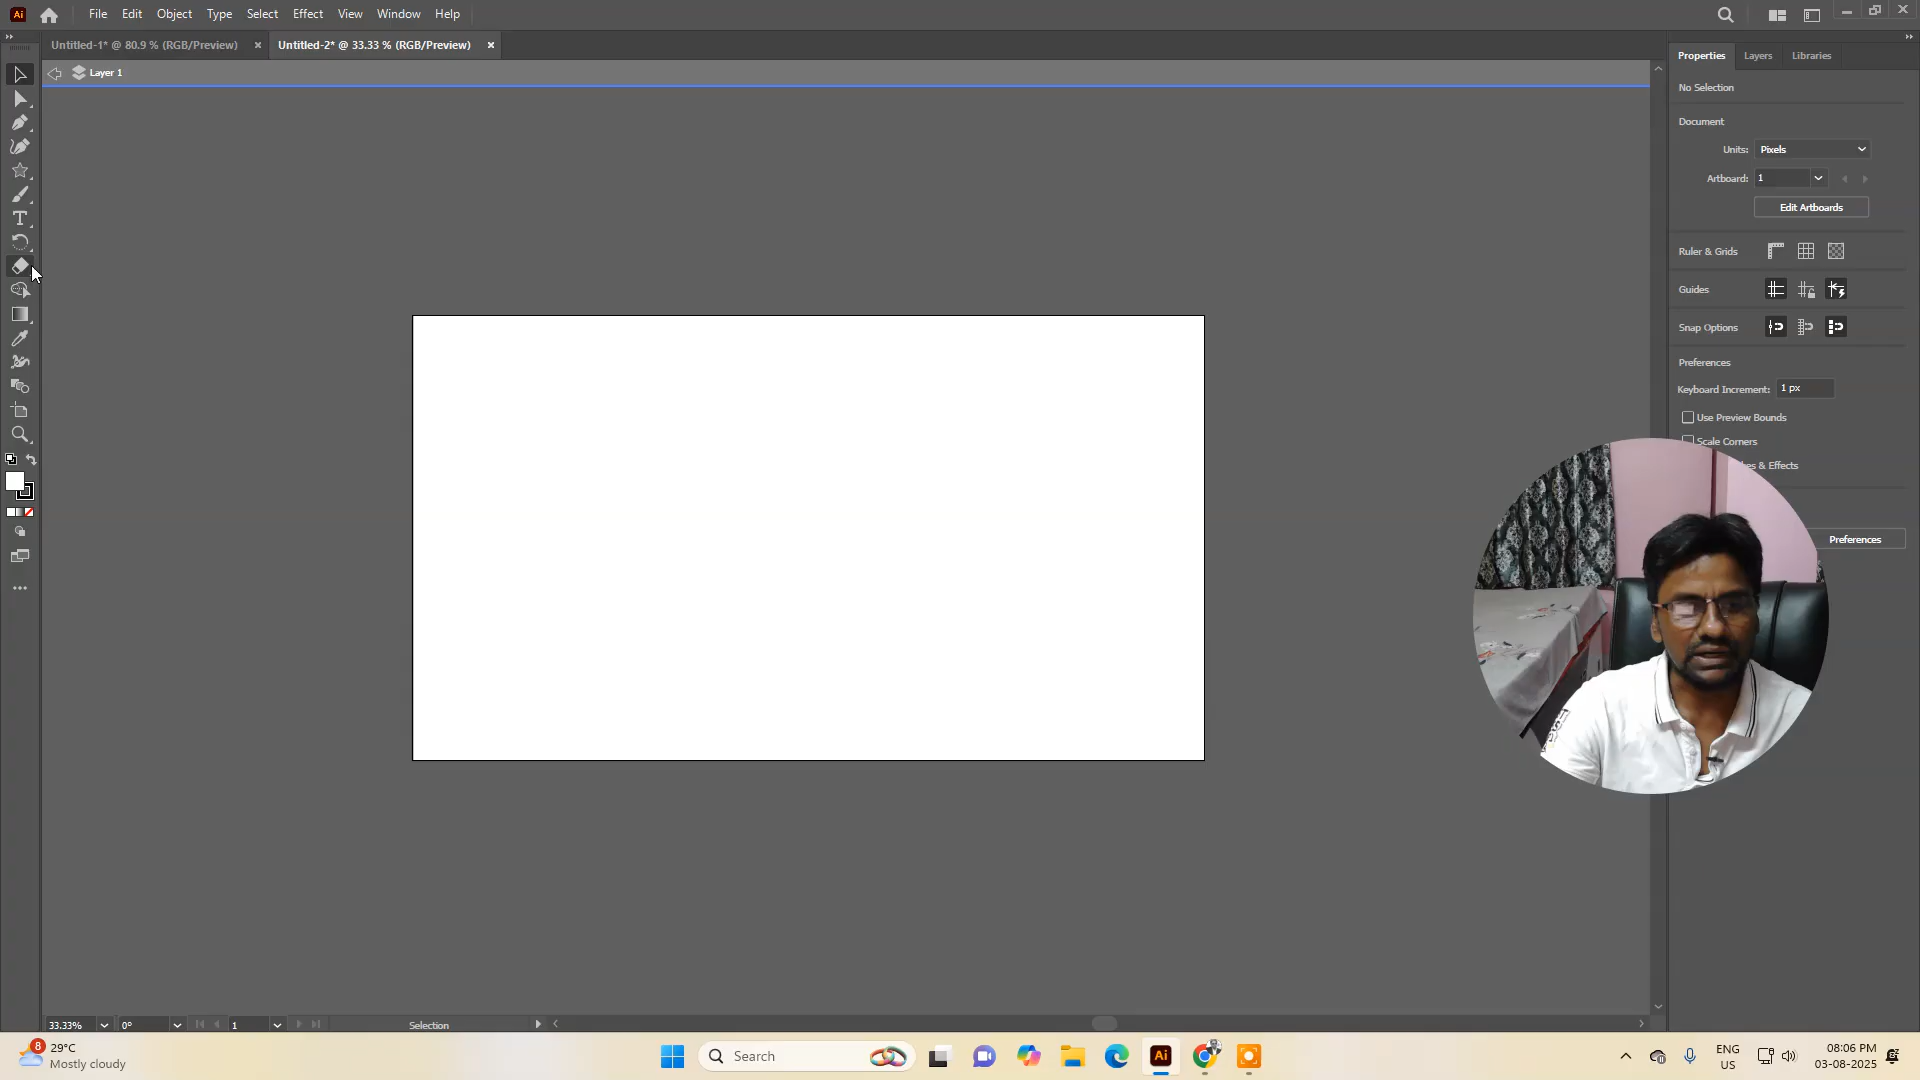 Ai
File Edit Object Type Select Effect View Window Help
Untitled-1* @ 80.9 % (RGB/Preview) × Untitled-2* @ 33.33 % (RGB/Preview) ×
Layer 1
Properties Layers Libraries
No Selection
Document
Units: Pixels
Artboard: 1
Edit Artboards
Ruler & Grids
Guides
Snap Options
Preferences
Keyboard Increment: 1 px
Use Preview Bounds
Scale Corners
& Effects
Preferences
33.33% 0° 1 Selection
8
29°C
Mostly cloudy
Search
Ai
ENG
US
08:06 PM
03-08-2025